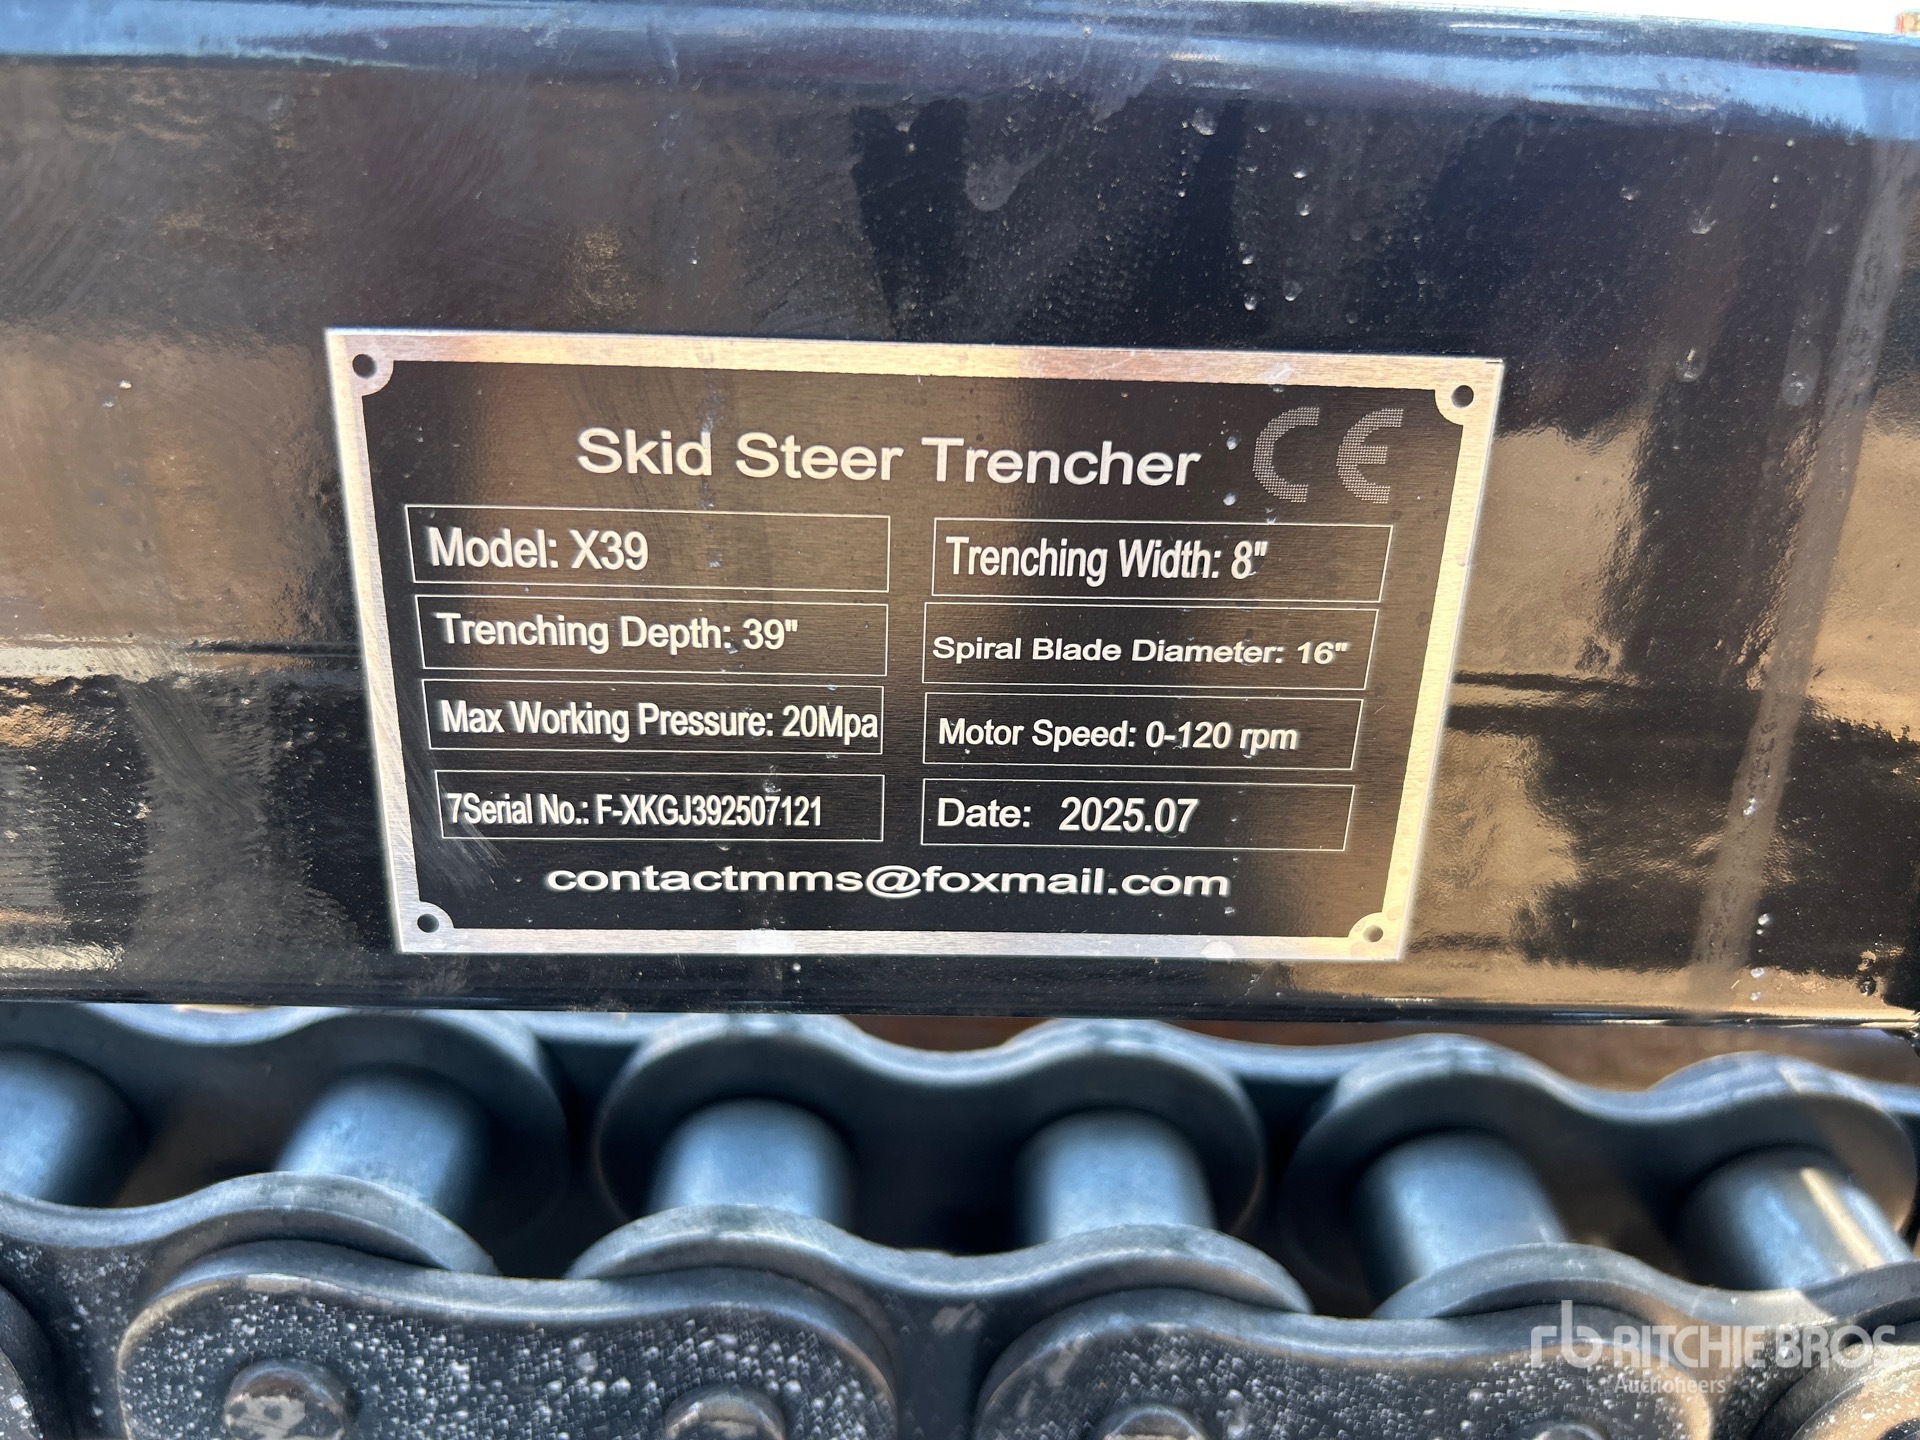 Skid Steer Trencher CE
Model: X39
Trenching Width: 8"
Trenching Depth: 39"
Spiral Blade Diameter: 16"
Max Working Pressure: 20Mpa
Motor Speed: 0-120 rpm
7Serial No.: F-XKGJ392507121
Date: 2025.07
contactmms@foxmail.com
rb RITCHIE BROS
Auctioneers